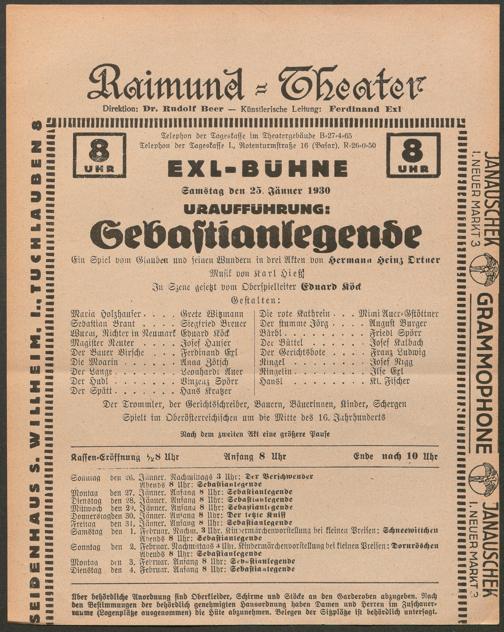 Raimund-Theater
Direktion: Dr. Rudolf Beer — Künstlerische Leitung: Ferdinand Exl
8 UHR
Telephon der Tageskasse im Theatergebäude B-27-4-65
Telephon der Tageskasse I., Rotenturmstraße 16 (Basar), R-26-0-50
8 UHR
EXL-BÜHNE
Samstag den 25. Jänner 1930
URAUFFÜHRUNG:
Sebastianlegende
Ein Spiel vom Glauben und seinen Wundern in drei Akten von Hermann Heinz Ortner
Musik von Karl Hieß
In Szene gesetzt vom Oberspielleiter Eduard Köck
Gestalten:
Maria Holzhauser . . . . Grete Witzmann
Sebastian Brant . . . . Siegfried Breuer
Wurm, Richter in Neumark Eduard Köck
Magister Reuter . . . . Josef Hauser
Der Bauer Hirsche . . . Ferdinand Exl
Die Moarin . . . . Anna Zötsch
Der Lange . . . . Leonhard Auer
Der Hadl . . . . Vinzenz Spörr
Der Spätt . . . . Hans Kratzer
Die rote Kathrein . . . Mimi Auer-Gstöttner
Der stumme Jörg . . . August Burger
Bärbl . . . . Friedl Spörr
Der Büttel . . . . Josef Kalbach
Der Gerichtsbote . . . Franz Ludwig
Ringel . . . . Josef Rigg
Ringelin . . . . Ilse Exl
Hansl . . . . Kl. Fischer
Der Trommler, der Gerichtschreiber, Bauern, Bäuerinnen, Kinder, Schergen
Spielt im Oberösterreichischen um die Mitte des 16. Jahrhunderts
Nach dem zweiten Akt eine größere Pause
Kassen-Eröffnung ½8 Uhr Anfang 8 Uhr Ende nach 10 Uhr
Sonntag den 26. Jänner. Nachmittags 3 Uhr: Der Verschwender
Abends 8 Uhr: Sebastianlegende
Montag den 27. Jänner. Anfang 8 Uhr: Sebastianlegende
Dienstag den 28. Jänner. Anfang 8 Uhr: Sebastianlegende
Mittwoch den 29. Jänner. Anfang 8 Uhr: Sebastianlegende
Donnerstag den 30. Jänner. Anfang 8 Uhr: Der letzte Kniff
Freitag den 31. Jänner. Anfang 8 Uhr: Sebastianlegende
Samstag den 1. Februar. Nachm. 3 Uhr: Kindermärchenvorstellung bei kleinen Preisen: Schneewittchen
Abends 8 Uhr: Sebastianlegende
Sonntag den 2. Februar. Nachmittags 3 Uhr: Kindermärchenvorstellung bei kleinen Preisen: Dornröschen
Abends 8 Uhr: Sebastianlegende
Montag den 3. Februar. Anfang 8 Uhr: Sebastianlegende
Dienstag den 4. Februar. Anfang 8 Uhr: Sebastianlegende
Über behördliche Anordnung sind Oberkleider, Schirme und Stöcke an den Garderoben abzugeben. Nach
den Bestimmungen der behördlich genehmigten Hausordnung haben Damen und Herren im Zuschauer-
raume (Logenplätze ausgenommen) die Hüte abzunehmen. Belegen der Sitzplätze ist behördlich untersagt.
SEIDENHAUS S. WILLHEIM, I., TUCHLAUBEN 8
JANAUSCHEK
I. NEUER MARKT 3
GRAMMOPHONE
JANAUSCHEK
I. NEUER MARKT 3